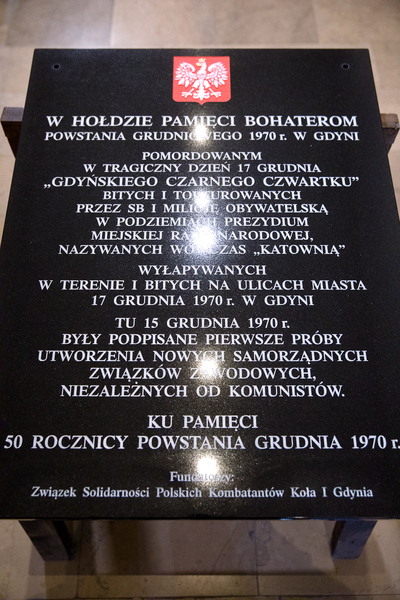 W HOŁDZIE PAMIĘCI BOHATEROM
POWSTANIA GRUDNIOWEGO 1970 r. W GDYNI
POMORDOWANYM
W TRAGICZNY DZIEŃ 17 GRUDNIA
„GDYŃSKIEGO CZARNEGO CZWARTKU”
BITYCH I TORTUROWANYCH
PRZEZ SB I MILICJĘ OBYWATELSKĄ
W PODZIEMIACH PREZYDIUM
MIEJSKIEJ RADY NARODOWEJ,
NAZYWANYCH WÓWCZAS „KATOWNIĄ”
WYŁAPYWANYCH
W TERENIE I BITYCH NA ULICACH MIASTA
17 GRUDNIA 1970 r. W GDYNI
TU 15 GRUDNIA 1970 r.
BYŁY PODPISANE PIERWSZE PRÓBY
UTWORZENIA NOWYCH SAMORZĄDNYCH
ZWIĄZKÓW ZAWODOWYCH,
NIEZALEŻNYCH OD KOMUNISTÓW.
KU PAMIĘCI
50 ROCZNICY POWSTANIA GRUDNIA 1970 r.
Fundatorzy:
Związek Solidarności Polskich Kombatantów Koła I Gdynia